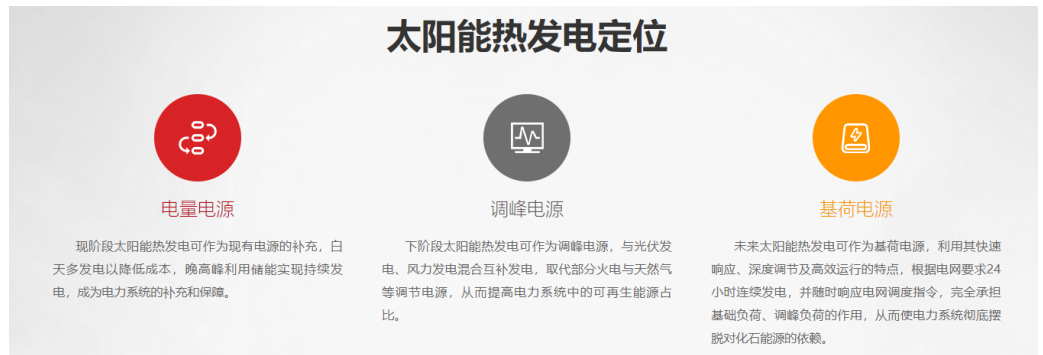 太阳能热发电定位
电量电源
现阶段太阳能热发电可作为现有电源的补充，白
天多发电以降低成本，晚高峰利用储能实现持续发
电，成为电力系统的补充和保障。
调峰电源
下阶段太阳能热发电可作为调峰电源，与光伏发
电、风力发电混合互补发电，取代部分火电与天然气
等调节电源，从而提高电力系统中的可再生能源占
比。
基荷电源
未来太阳能热发电可作为基荷电源，利用其快速
响应、深度调节及高效运行的特点，根据电网要求24
小时连续发电，并随时响应电网调度指令，完全承担
基础负荷、调峰负荷的作用，从而使电力系统彻底摆
脱对化石能源的依赖。